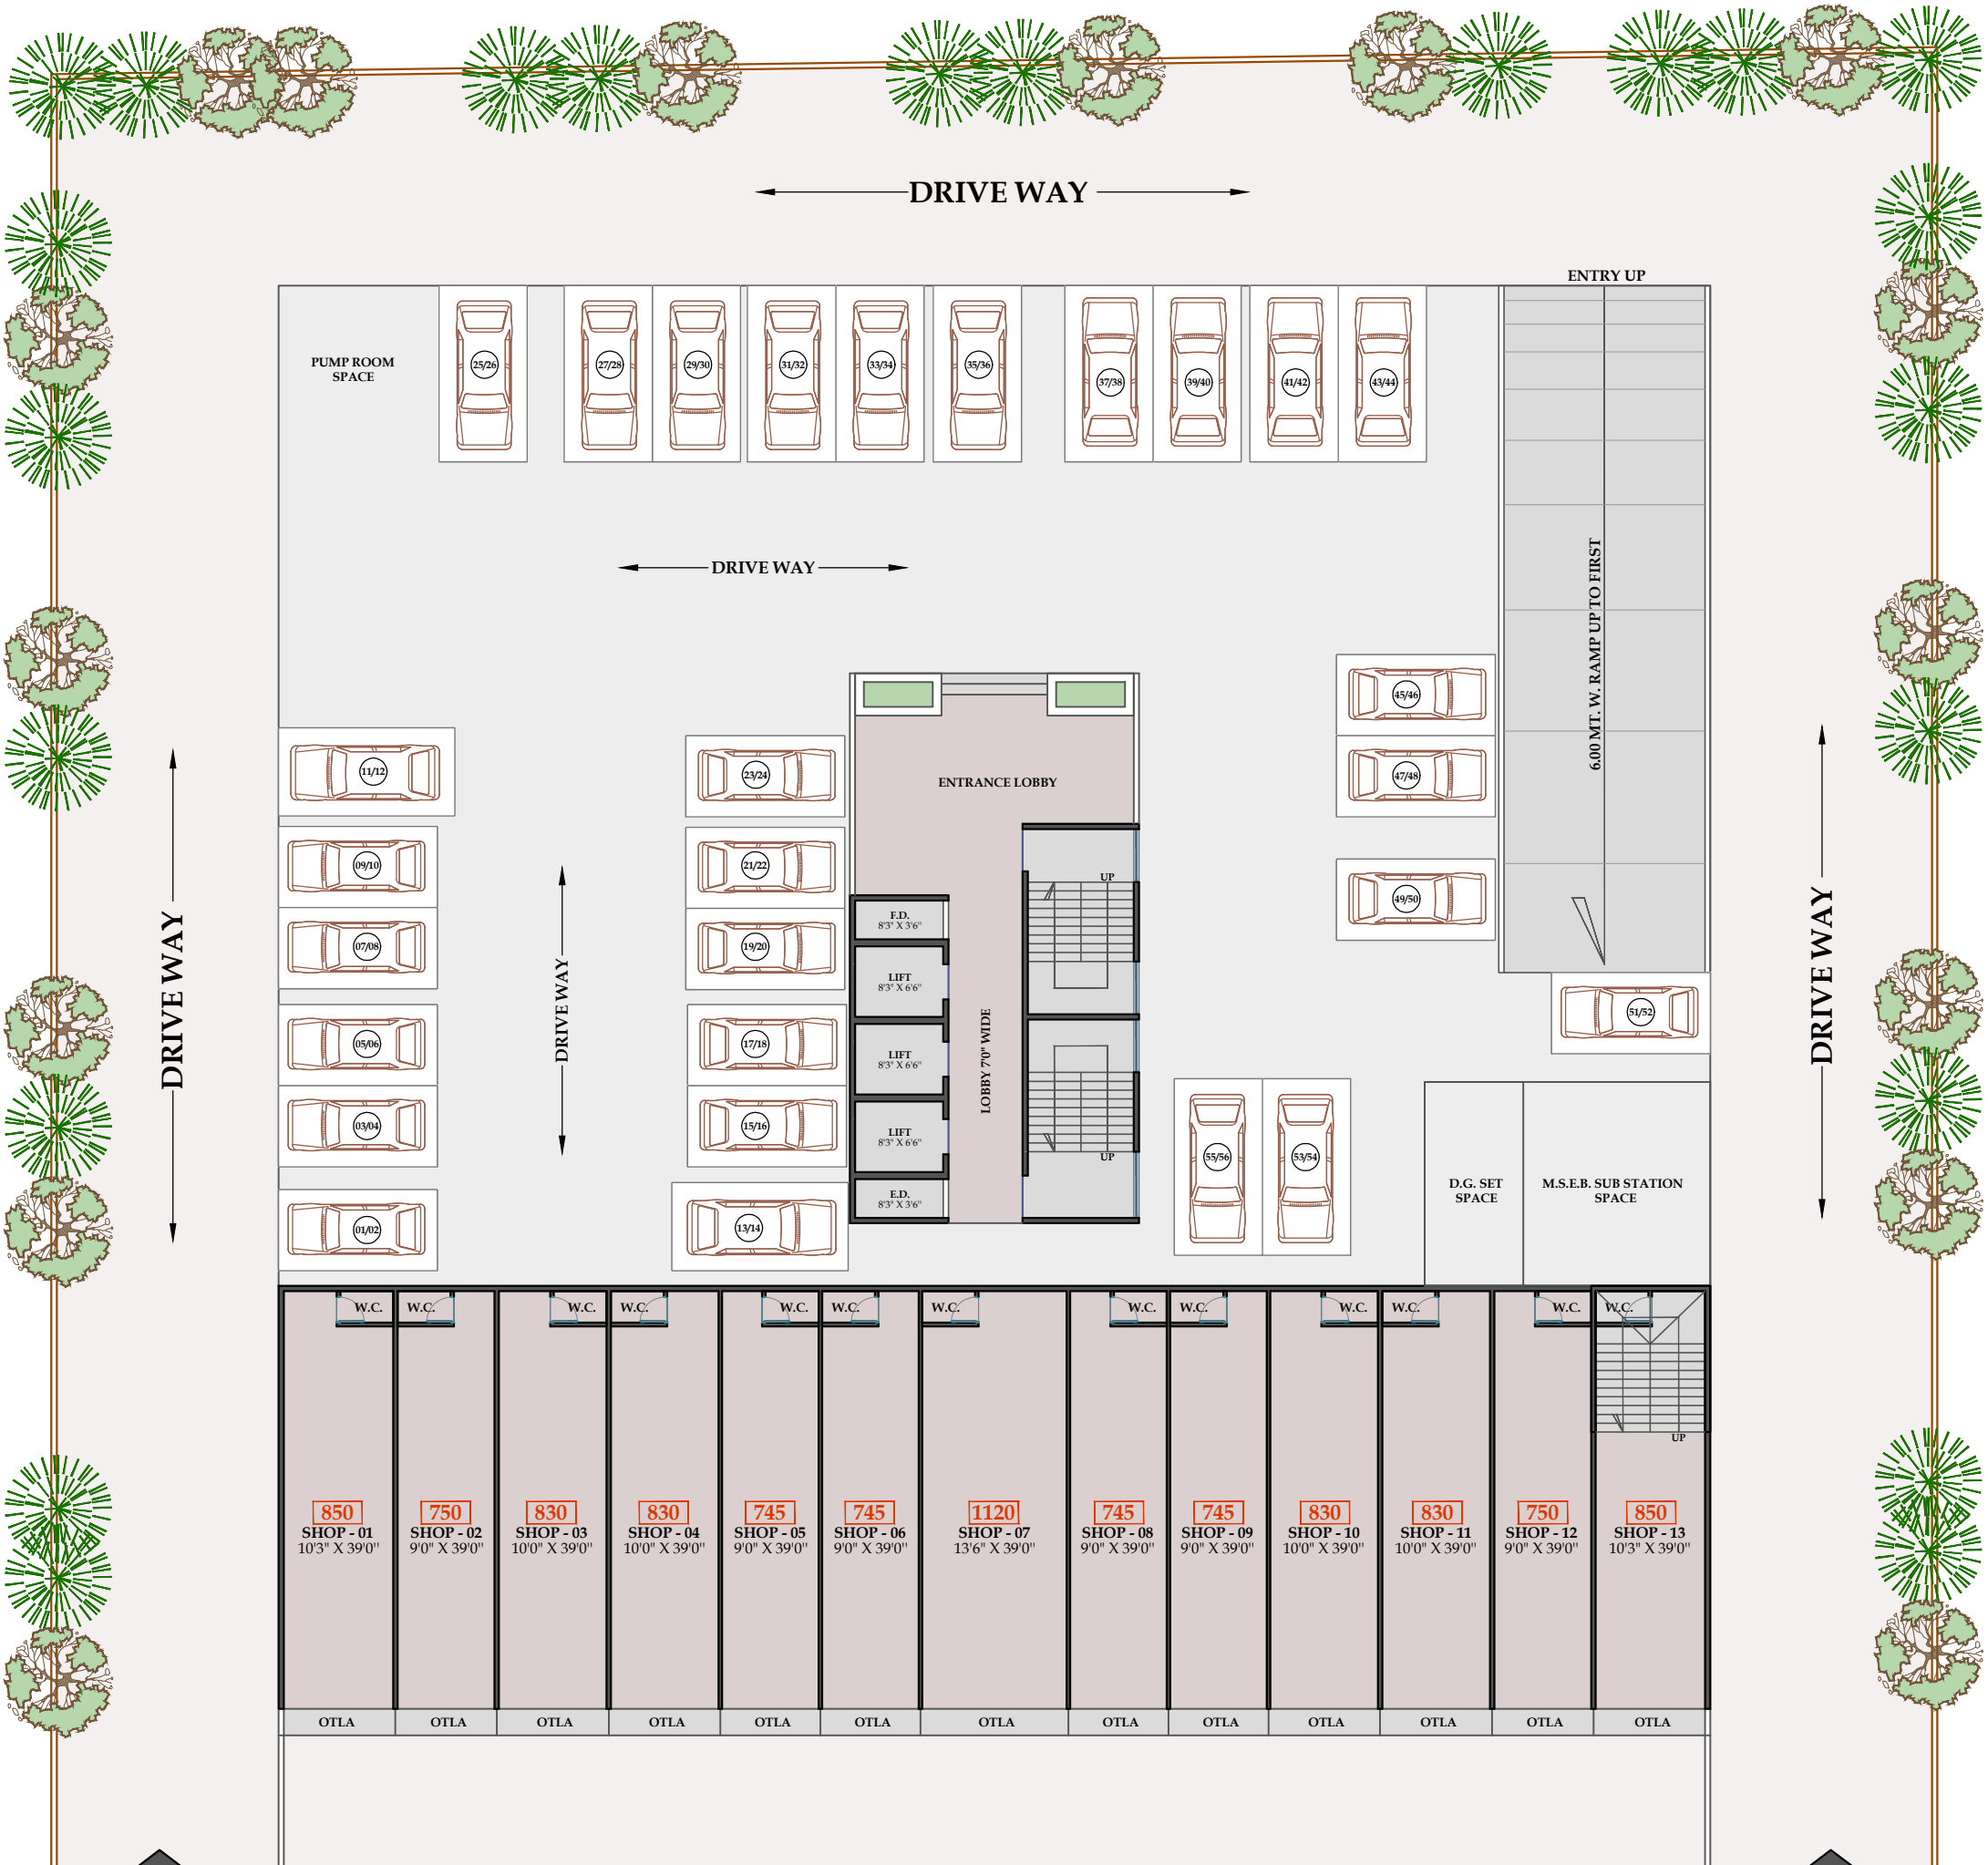 DRIVE WAY
ENTRY UP
PUMP ROOM
SPACE
25/26
27/28
29/30
31/32
33/34
35/36
37/38
39/40
41/42
43/44
DRIVE WAY
6.00 MT. W. RAMP UP TO FIRST
45/46
47/48
49/50
51/52
11/12
09/10
07/08
05/06
03/04
01/02
23/24
21/22
19/20
17/18
15/16
13/14
DRIVE WAY
DRIVE WAY
DRIVE WAY
ENTRANCE LOBBY
UP
F.D.
8'3" X 3'6"
LIFT
8'3" X 6'6"
LIFT
8'3" X 6'6"
LIFT
8'3" X 6'6"
E.D.
8'3" X 3'6"
LOBBY 7'0" WIDE
UP
55/56
53/54
D.G. SET
SPACE
M.S.E.B. SUB STATION
SPACE
W.C.
W.C.
W.C.
W.C.
W.C.
W.C.
W.C.
W.C.
W.C.
W.C.
W.C.
W.C.
W.C.
UP
850
SHOP - 01
10'3" X 39'0"
750
SHOP - 02
9'0" X 39'0"
830
SHOP - 03
10'0" X 39'0"
830
SHOP - 04
10'0" X 39'0"
745
SHOP - 05
9'0" X 39'0"
745
SHOP - 06
9'0" X 39'0"
1120
SHOP - 07
13'6" X 39'0"
745
SHOP - 08
9'0" X 39'0"
745
SHOP - 09
9'0" X 39'0"
830
SHOP - 10
10'0" X 39'0"
830
SHOP - 11
10'0" X 39'0"
750
SHOP - 12
9'0" X 39'0"
850
SHOP - 13
10'3" X 39'0"
OTLA
OTLA
OTLA
OTLA
OTLA
OTLA
OTLA
OTLA
OTLA
OTLA
OTLA
OTLA
OTLA